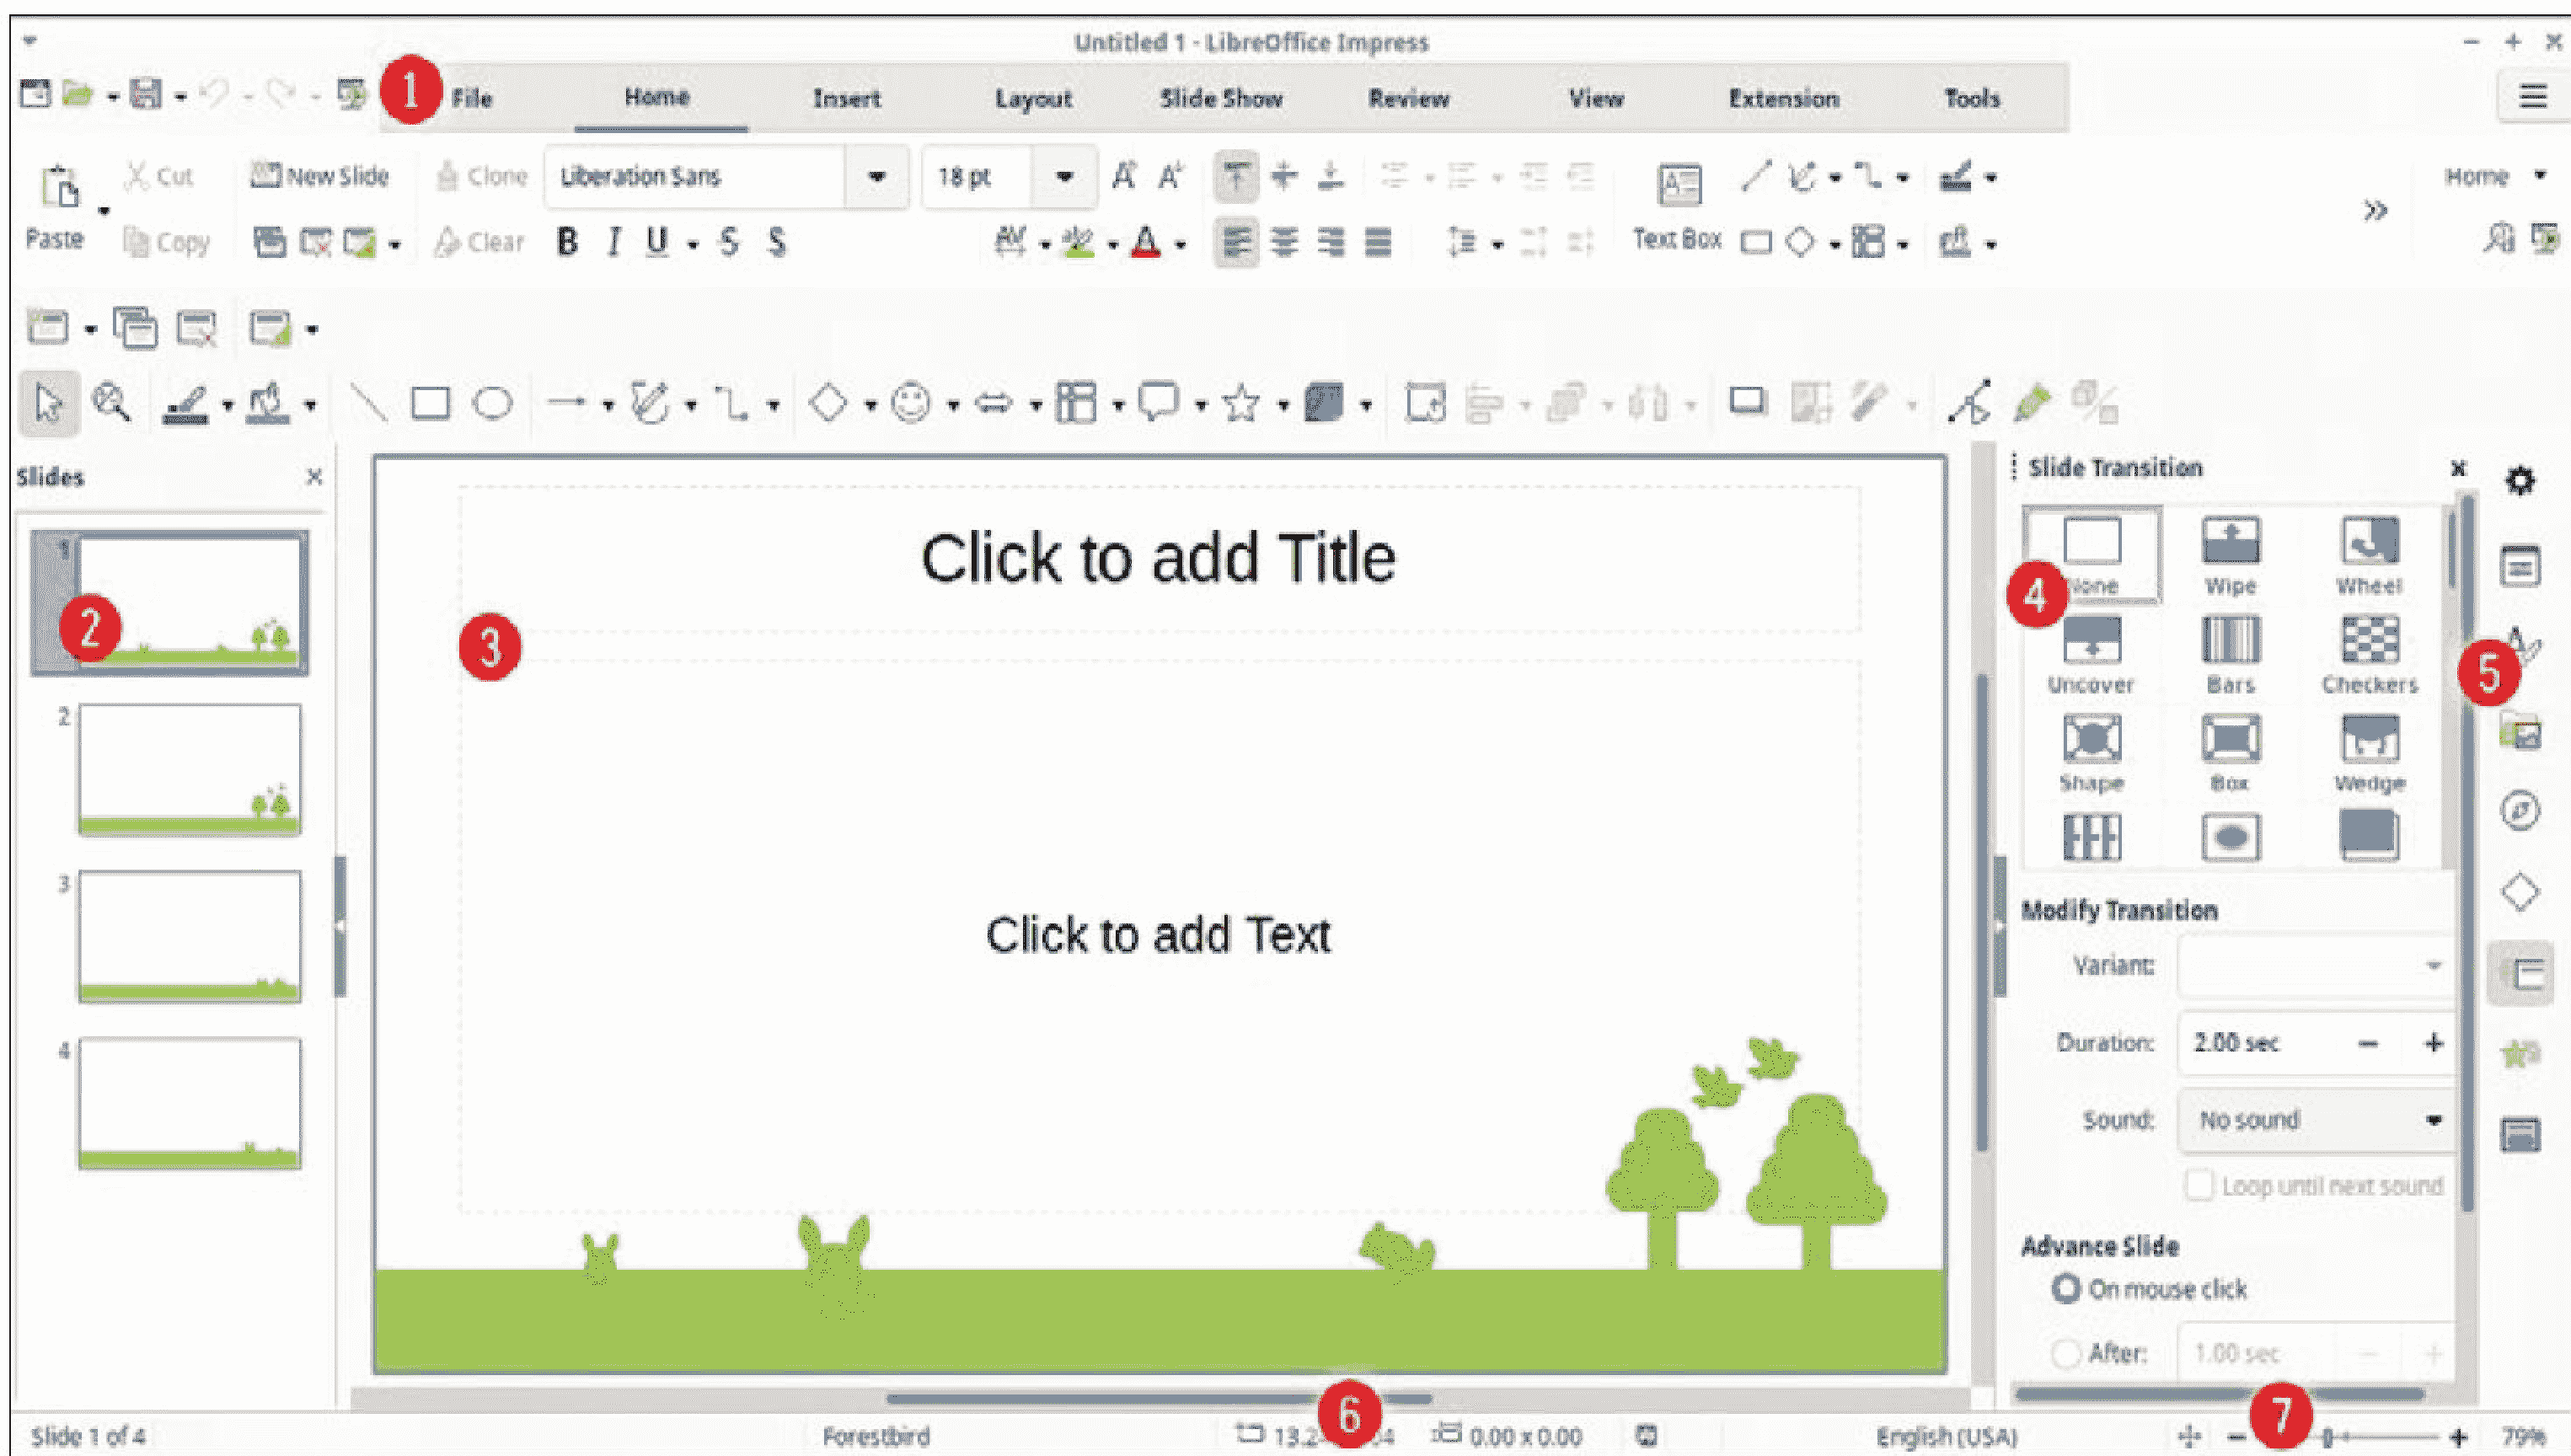 Untitled 1 - LibreOffice Impress
1 File Home Insert Layout Slide Show Review View Extension Tools
Cut New Slide Clone Liberation Sans 18 pt Home
Paste Copy Clear B I U S S Text Box
Slides
1
2
2
3
4
Click to add Title
3
Click to add Text
Slide Transition
4 None Wipe Wheel
Uncover Bars Checkers
5
Shape Box Wedge
Modify Transition
Variant:
Duration: 2.00 sec
Sound: No sound
Loop until next sound
Advance Slide
On mouse click
After: 1.00 sec
Slide 1 of 4 Forestbird 6 0.00 x 0.00 English (USA) 7 79%